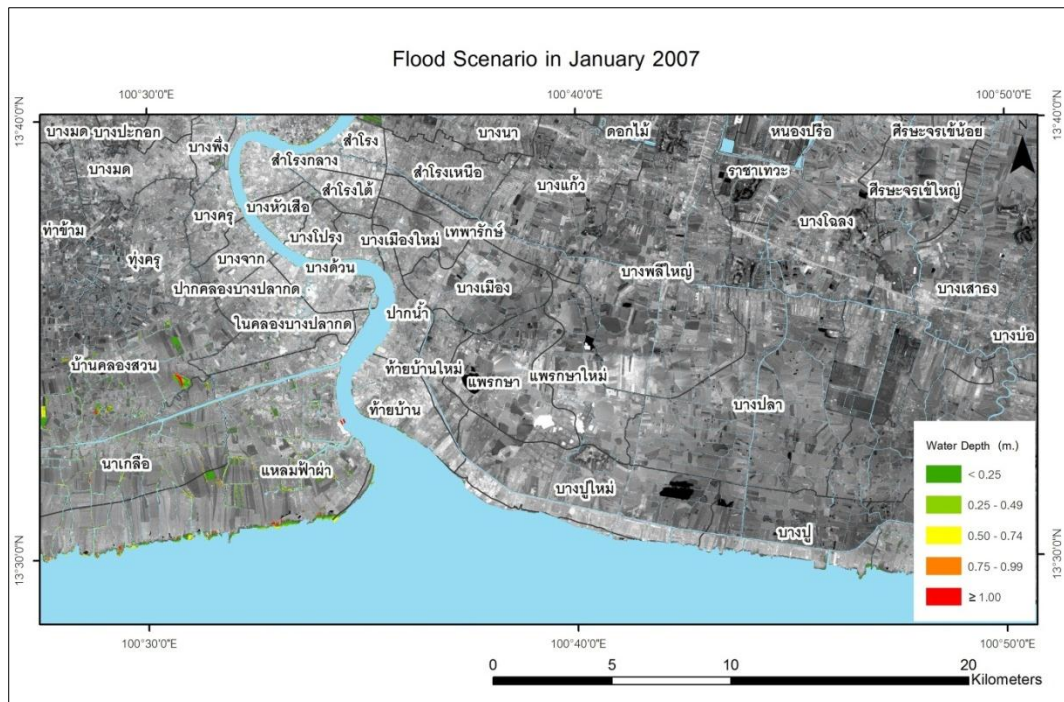 Flood Scenario in January 2007
100°30'0"E
100°40'0"E
100°50'0"E
13°40'0"N
13°40'0"N
บางมด
บางปะกอก
บางพึ่ง
สำโรง
บางนา
ดอกไม้
หนองปรือ
ศีรษะจรเข้น้อย
N
บางมด
สำโรงกลาง
สำโรงเหนือ
ราชาเทวะ
สำโรงใต้
บางแก้ว
ศีรษะจรเข้ใหญ่
บางครุ
บางหัวเสือ
บางโฉลง
ท่าข้าม
เทพารักษ์
บางโปรง
บางเมืองใหม่
ทุ่งครุ
บางจาก
บางด้วน
บางพลีใหญ่
ปากคลองบางปลากด
บางเมือง
บางเสาธง
ในคลองบางปลากด
ปากน้ำ
บางบ่อ
บ้านคลองสวน
ท้ายบ้านใหม่
แพรกษา
แพรกษาใหม่
ท้ายบ้าน
บางปลา
นาเกลือ
แหลมฟ้าผ่า
บางปูใหม่
บางปู
Water Depth (m.)
< 0.25
0.25 - 0.49
0.50 - 0.74
0.75 - 0.99
≥ 1.00
13°30'0"N
13°30'0"N
100°30'0"E
100°40'0"E
100°50'0"E
0 5 10 20
Kilometers